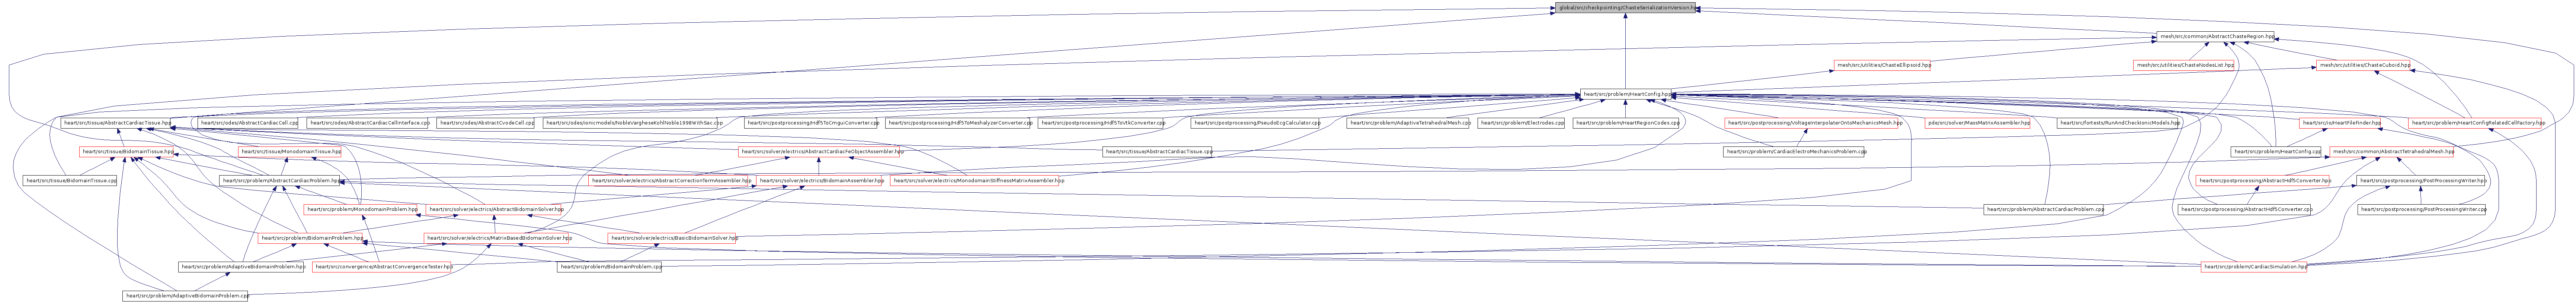 global/src/checkpointing/ChasteSerializationVersion.hpp
mesh/src/common/AbstractChasteRegion.hpp
mesh/src/utilities/ChasteEllipsoid.hpp
mesh/src/utilities/ChasteNodesList.hpp
mesh/src/utilities/ChasteCuboid.hpp
heart/src/problem/HeartConfig.hpp
heart/src/tissue/AbstractCardiacTissue.hpp
heart/src/odes/AbstractCardiacCell.cpp
heart/src/odes/AbstractCardiacCellInterface.cpp
heart/src/odes/AbstractCvodeCell.cpp
heart/src/odes/ionicmodels/NobleVargheseKohlNoble1998WithSac.cpp
heart/src/postprocessing/Hdf5ToCmguiConverter.cpp
heart/src/postprocessing/Hdf5ToMeshalyzerConverter.cpp
heart/src/postprocessing/Hdf5ToVtkConverter.cpp
heart/src/postprocessing/PseudoEcgCalculator.cpp
heart/src/problem/AdaptiveTetrahedralMesh.cpp
heart/src/problem/Electrodes.cpp
heart/src/problem/HeartRegionCodes.cpp
heart/src/postprocessing/VoltageInterpolaterOntoMechanicsMesh.hpp
pde/src/solver/MassMatrixAssembler.hpp
heart/src/fortests/RunAndCheckIonicModels.hpp
heart/src/io/HeartFileFinder.hpp
heart/src/problem/HeartConfigRelatedCellFactory.hpp
heart/src/tissue/BidomainTissue.hpp
heart/src/tissue/MonodomainTissue.hpp
heart/src/solver/electrics/AbstractCardiacFeObjectAssembler.hpp
heart/src/tissue/AbstractCardiacTissue.cpp
heart/src/problem/CardiacElectroMechanicsProblem.cpp
heart/src/problem/HeartConfig.cpp
mesh/src/common/AbstractTetrahedralMesh.hpp
heart/src/tissue/BidomainTissue.cpp
heart/src/problem/AbstractCardiacProblem.hpp
heart/src/solver/electrics/AbstractCorrectionTermAssembler.hpp
heart/src/solver/electrics/BidomainAssembler.hpp
heart/src/solver/electrics/MonodomainStiffnessMatrixAssembler.hpp
heart/src/postprocessing/AbstractHdf5Converter.hpp
heart/src/postprocessing/PostProcessingWriter.hpp
heart/src/problem/MonodomainProblem.hpp
heart/src/solver/electrics/AbstractBidomainSolver.hpp
heart/src/problem/AbstractCardiacProblem.cpp
heart/src/postprocessing/AbstractHdf5Converter.cpp
heart/src/postprocessing/PostProcessingWriter.cpp
heart/src/problem/BidomainProblem.hpp
heart/src/solver/electrics/MatrixBasedBidomainSolver.hpp
heart/src/solver/electrics/BasicBidomainSolver.hpp
heart/src/problem/AdaptiveBidomainProblem.hpp
heart/src/convergence/AbstractConvergenceTester.hpp
heart/src/problem/BidomainProblem.cpp
heart/src/problem/CardiacSimulation.hpp
heart/src/problem/AdaptiveBidomainProblem.cpp